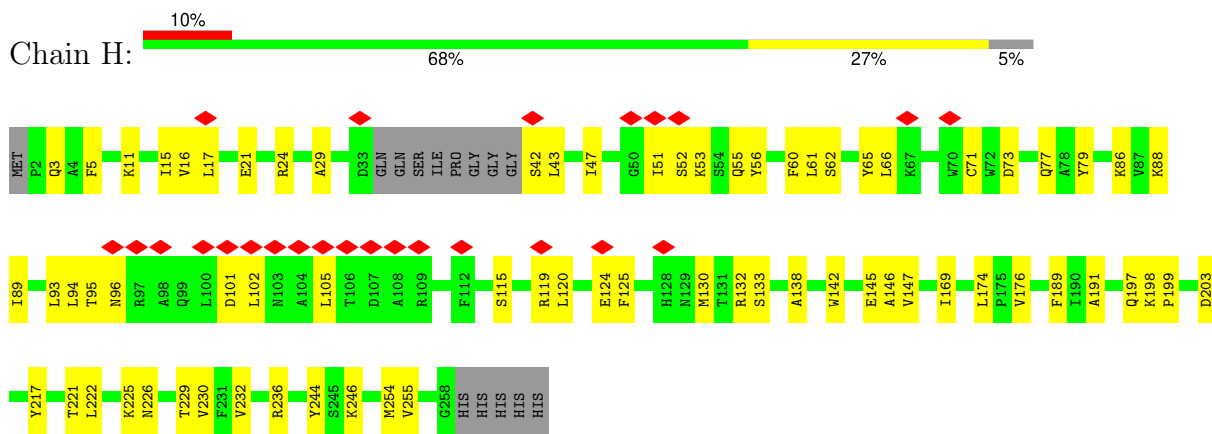 10%
Chain H:
68% 27% 5%
MET P2 Q3 A4 F5 K11 I15 V16 L17 E21 R24 A29 D33 GLN GLN SER ILE PRO GLY GLY GLY S42 L43 I47 G50 I51 S52 K53 S54 Q55 Y56 F60 L61 S62 Y65 L66 K67 W70 C71 W72 D73 Q77 A78 Y79 K86 V87 K88
I89 L93 L94 T95 N96 R97 A98 Q99 L100 D101 L102 N103 A104 L105 T106 D107 A108 R109 F112 S115 R119 L120 E124 F125 H128 N129 M130 T131 R132 S133 A138 W142 E145 A146 V147 I169 L174 P175 V176 F189 I190 A191 Q197 K198 P199 D203
Y217 T221 L222 K225 N226 T229 V230 F231 V232 R236 Y244 S245 K246 M254 V255 G258 HIS HIS HIS HIS HIS